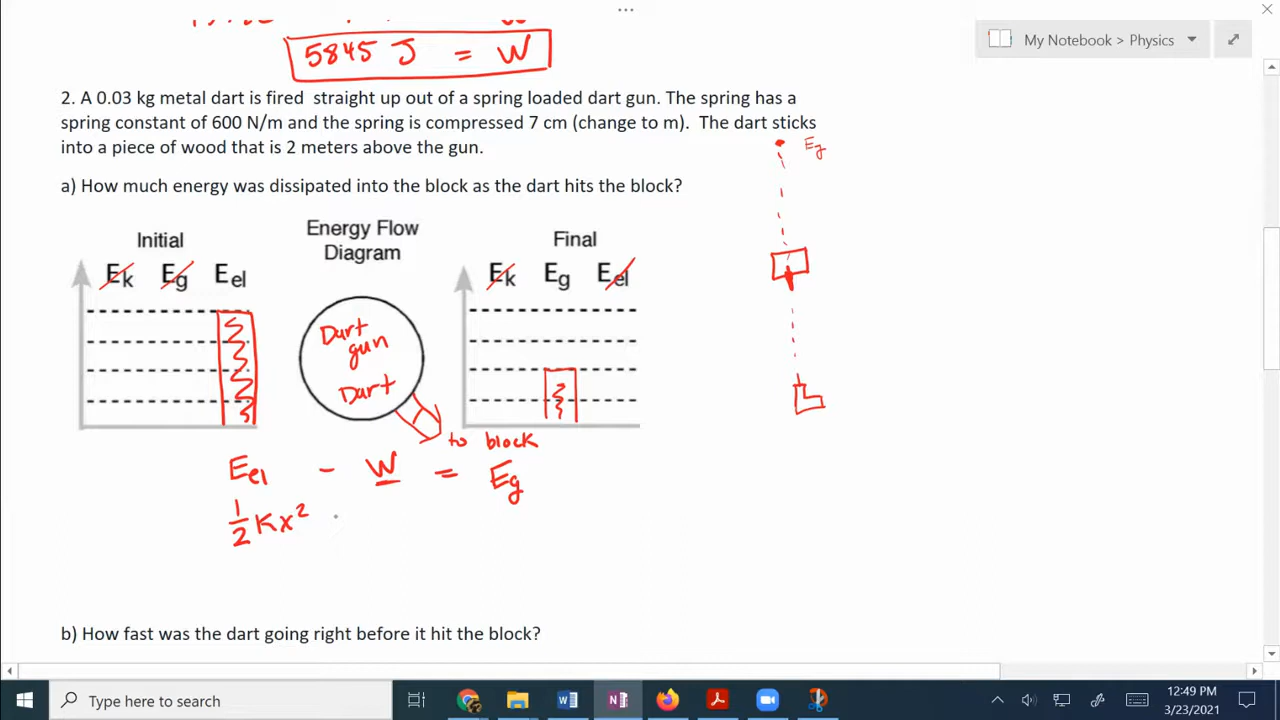 My Notebook > Physics
5845 J = W
2. A 0.03 kg metal dart is fired straight up out of a spring loaded dart gun. The spring has a
spring constant of 600 N/m and the spring is compressed 7 cm (change to m). The dart sticks
into a piece of wood that is 2 meters above the gun.
Eg
a) How much energy was dissipated into the block as the dart hits the block?
Initial
Ek Eg Eel
Energy Flow
Diagram
Final
Ek Eg Eel
Dart
gun
Dart
to block
Eel - W = Eg
1/2 Kx²
b) How fast was the dart going right before it hit the block?
Type here to search
12:49 PM
3/23/2021